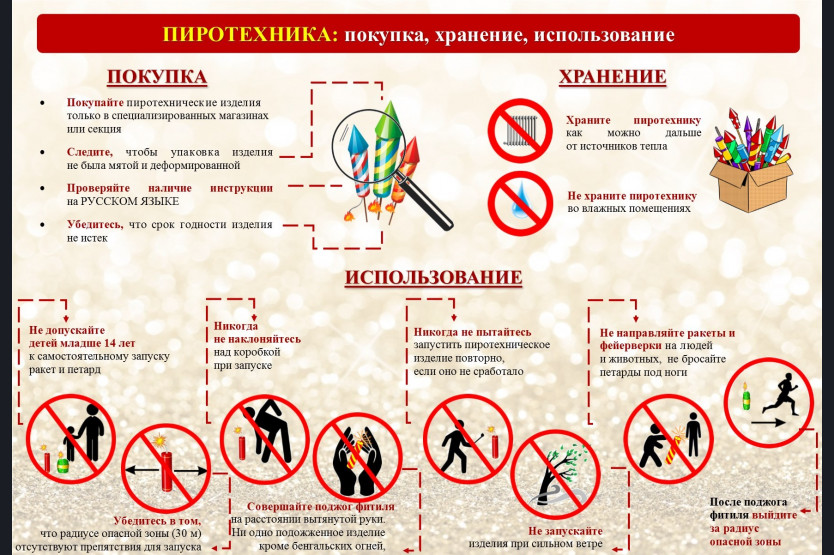 ПИРОТЕХНИКА: покупка, хранение, использование
ПОКУПКА
Покупайте пиротехнические изделия
только в специализированных магазинах
или секция
Следите, чтобы упаковка изделия
не была мятой и деформированной
Проверяйте наличие инструкции
на РУССКОМ ЯЗЫКЕ
Убедитесь, что срок годности изделия
не истек
ХРАНЕНИЕ
Храните пиротехнику
как можно дальше
от источников тепла
Не храните пиротехнику
во влажных помещениях
ИСПОЛЬЗОВАНИЕ
Не допускайте
детей младше 14 лет
к самостоятельному запуску
ракет и петард
Никогда
не наклоняйтесь
над коробкой
при запуске
Никогда не пытайтесь
запустить пиротехническое
изделие повторно,
если оно не сработало
Не направляйте ракеты и
фейерверки на людей
и животных, не бросайте
петарды под ноги
Убедитесь в том,
что радиусе опасной зоны (30 м)
отсутствуют препятствия для запуска
Совершайте поджог фитиля
на расстоянии вытянутой руки.
Ни одно подожженное изделие
кроме бенгальских огней,
Не запускайте
изделия при сильном ветре
После поджога
фитиля выйдите
за радиус
опасной зоны